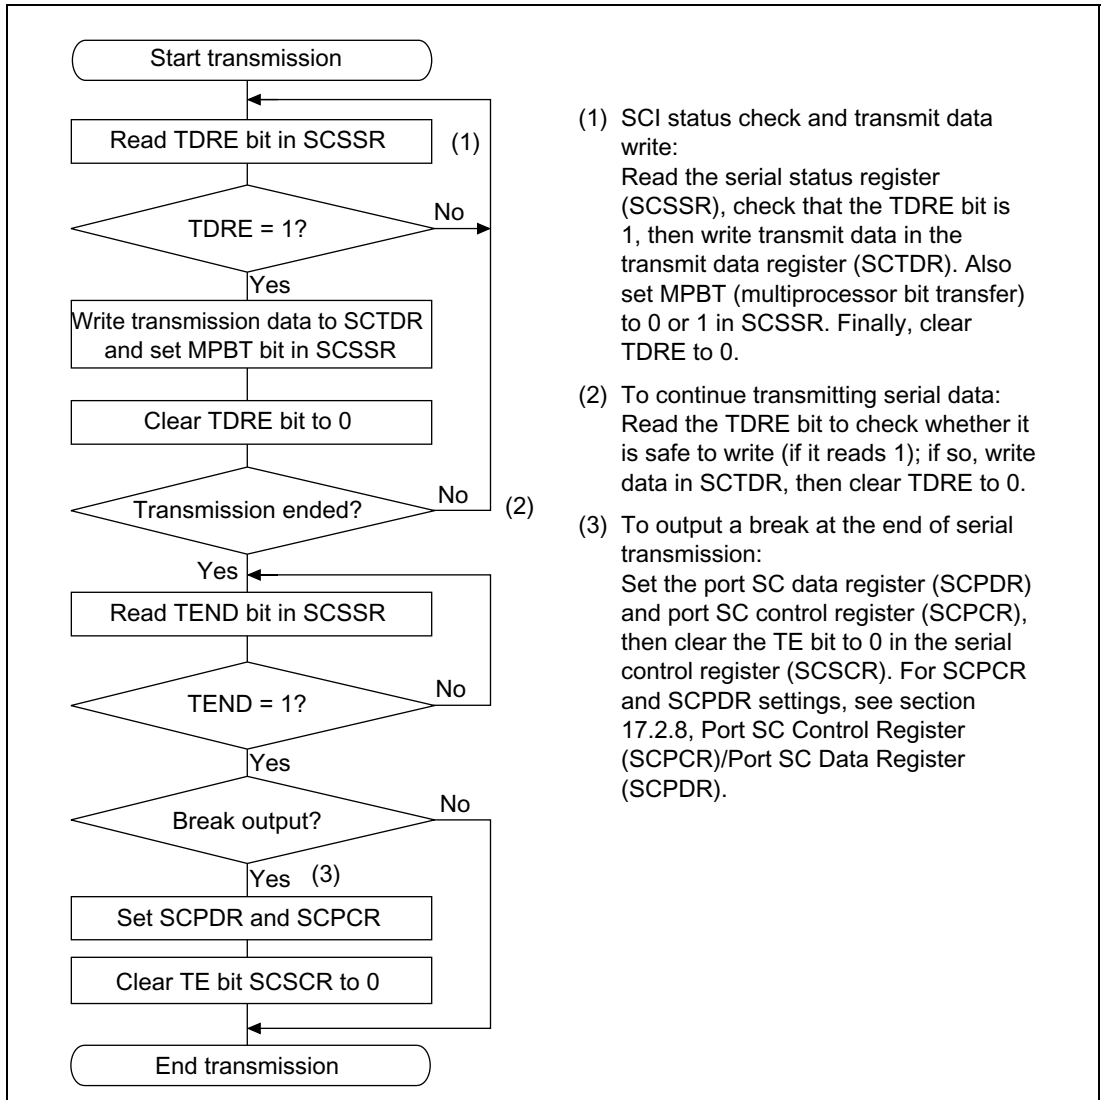 Start transmission
Read TDRE bit in SCSSR
(1)
TDRE = 1?
No
Yes
Write transmission data to SCTDR
and set MPBT bit in SCSSR
Clear TDRE bit to 0
Transmission ended?
No
(2)
Yes
Read TEND bit in SCSSR
TEND = 1?
No
Yes
Break output?
No
Yes
(3)
Set SCPDR and SCPCR
Clear TE bit SCSCR to 0
End transmission
(1) SCI status check and transmit data
write:
Read the serial status register
(SCSSR), check that the TDRE bit is
1, then write transmit data in the
transmit data register (SCTDR). Also
set MPBT (multiprocessor bit transfer)
to 0 or 1 in SCSSR. Finally, clear
TDRE to 0.
(2) To continue transmitting serial data:
Read the TDRE bit to check whether it
is safe to write (if it reads 1); if so, write
data in SCTDR, then clear TDRE to 0.
(3) To output a break at the end of serial
transmission:
Set the port SC data register (SCPDR)
and port SC control register (SCPCR),
then clear the TE bit to 0 in the serial
control register (SCSCR). For SCPCR
and SCPDR settings, see section
17.2.8, Port SC Control Register
(SCPCR)/Port SC Data Register
(SCPDR).